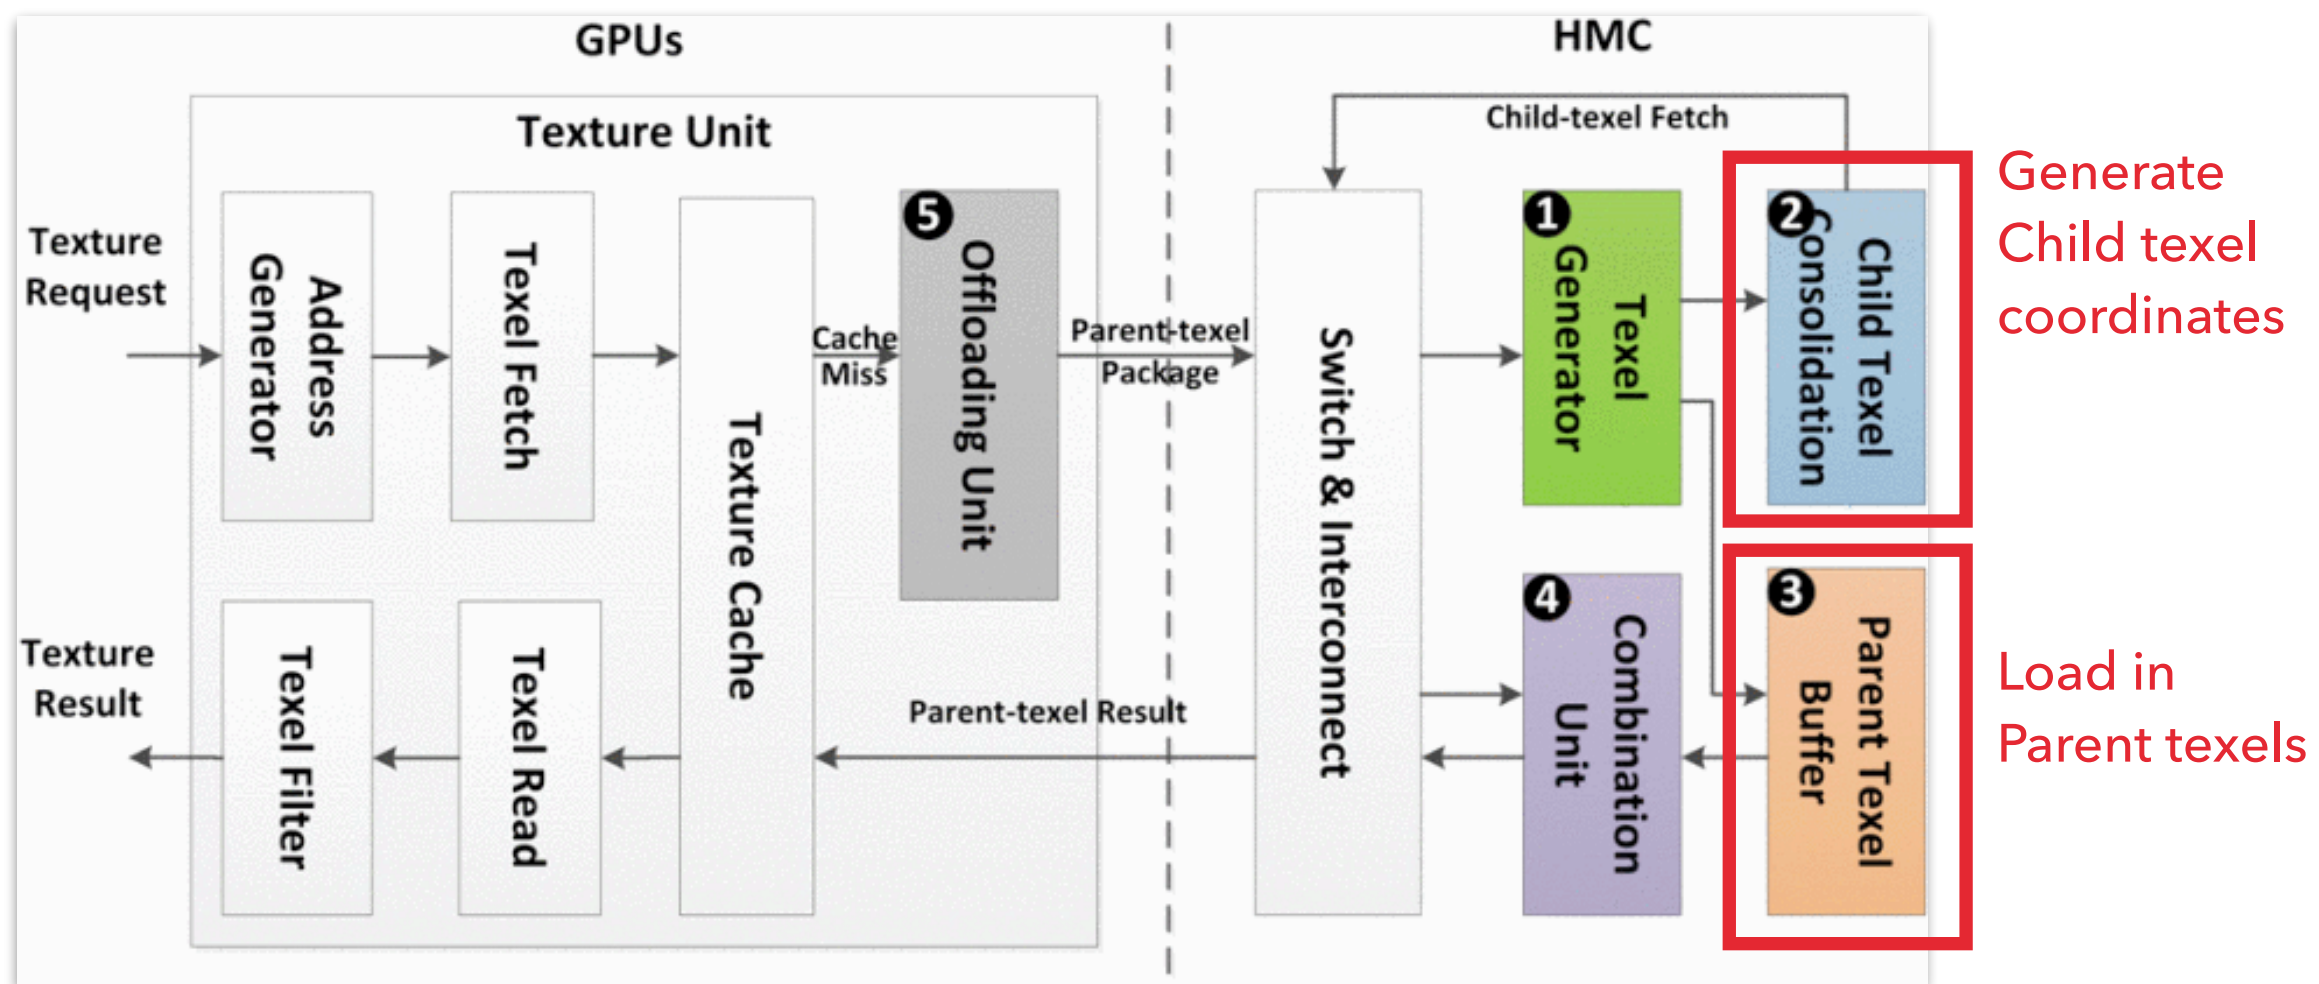 GPUs
HMC
Texture Unit
Child-texel Fetch
Texture
Request
Address
Generator
Texel Fetch
Texture Cache
Cache
Miss
5
Offloading Unit
Parent-texel
Package
Switch & Interconnect
1
Texel
Generator
2
Child Texel
Consolidation
Generate
Child texel
coordinates
Texture
Result
Texel Filter
Texel Read
Parent-texel Result
4
Combination
Unit
3
Parent Texel
Buffer
Load in
Parent texels